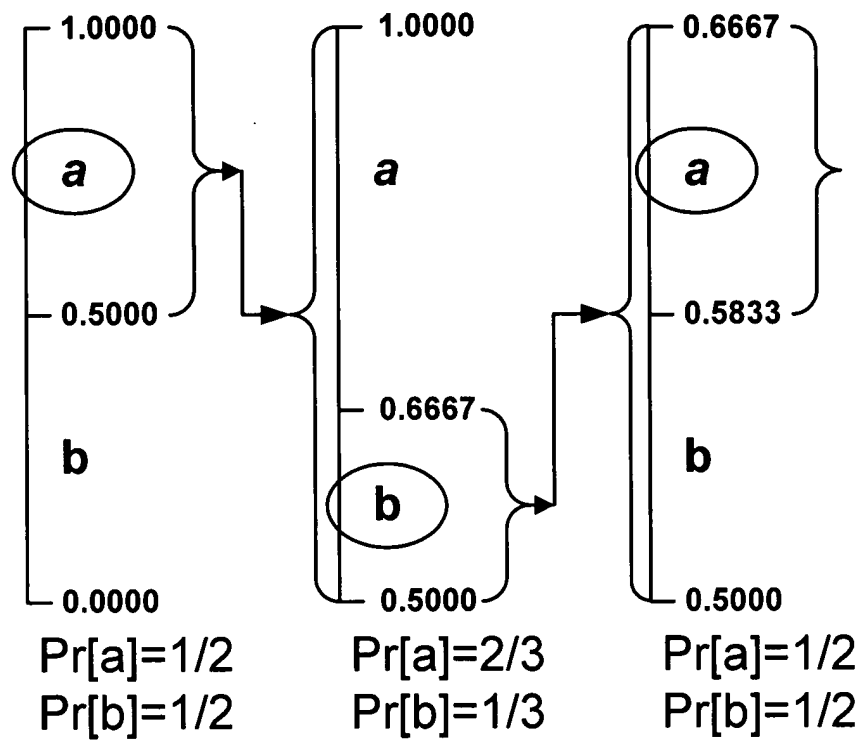 1.0000
a
0.5000
b
0.0000
Pr[a]=1/2
Pr[b]=1/2
1.0000
a
0.6667
b
0.5000
Pr[a]=2/3
Pr[b]=1/3
0.6667
a
0.5833
b
0.5000
Pr[a]=1/2
Pr[b]=1/2